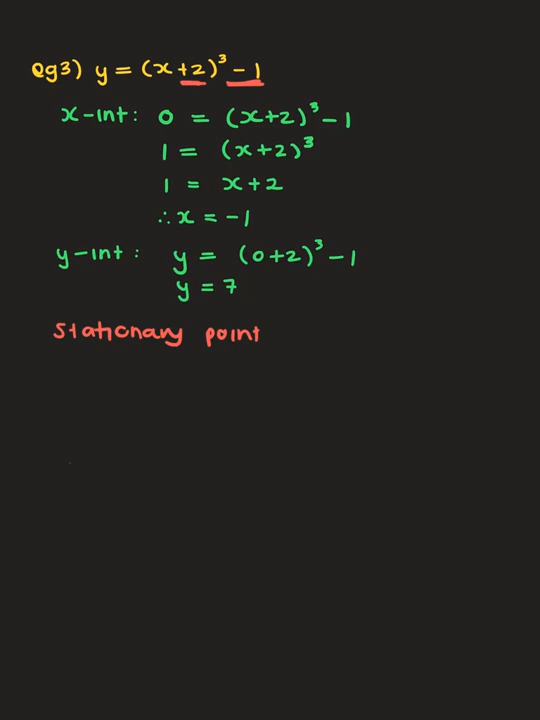 eg3) y = (x+2)³ - 1
x-int: 0 = (x+2)³ - 1
1 = (x+2)³
1 = x+2
∴ x = -1
y-int: y = (0+2)³ - 1
y = 7
Stationary point